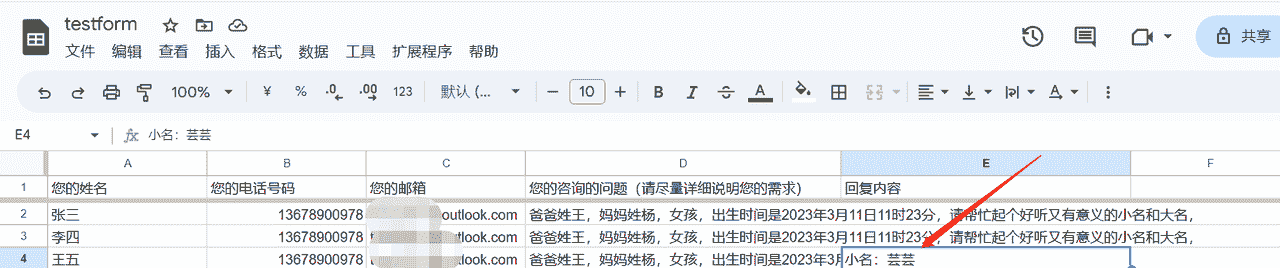 testform
文件 编辑 查看 插入 格式 数据 工具 扩展程序 帮助
共享
100% ¥ % .0 .00 123 默认 (... 10 B I S A
E4 fx 小名：芸芸
A B C D E F
1 您的姓名 您的电话号码 您的邮箱 您的咨询的问题（请尽量详细说明您的需求） 回复内容
2 张三 13678900978 outlook.com 爸爸姓王，妈妈姓杨，女孩，出生时间是2023年3月11日11时23分，请帮忙起个好听又有意义的小名和大名，
3 李四 13678900978 outlook.com 爸爸姓王，妈妈姓杨，女孩，出生时间是2023年3月11日11时23分，请帮忙起个好听又有意义的小名和大名，
4 王五 13678900978 outlook.com 爸爸姓王，妈妈姓杨，女孩，出生时间是2023年3月 小名：芸芸